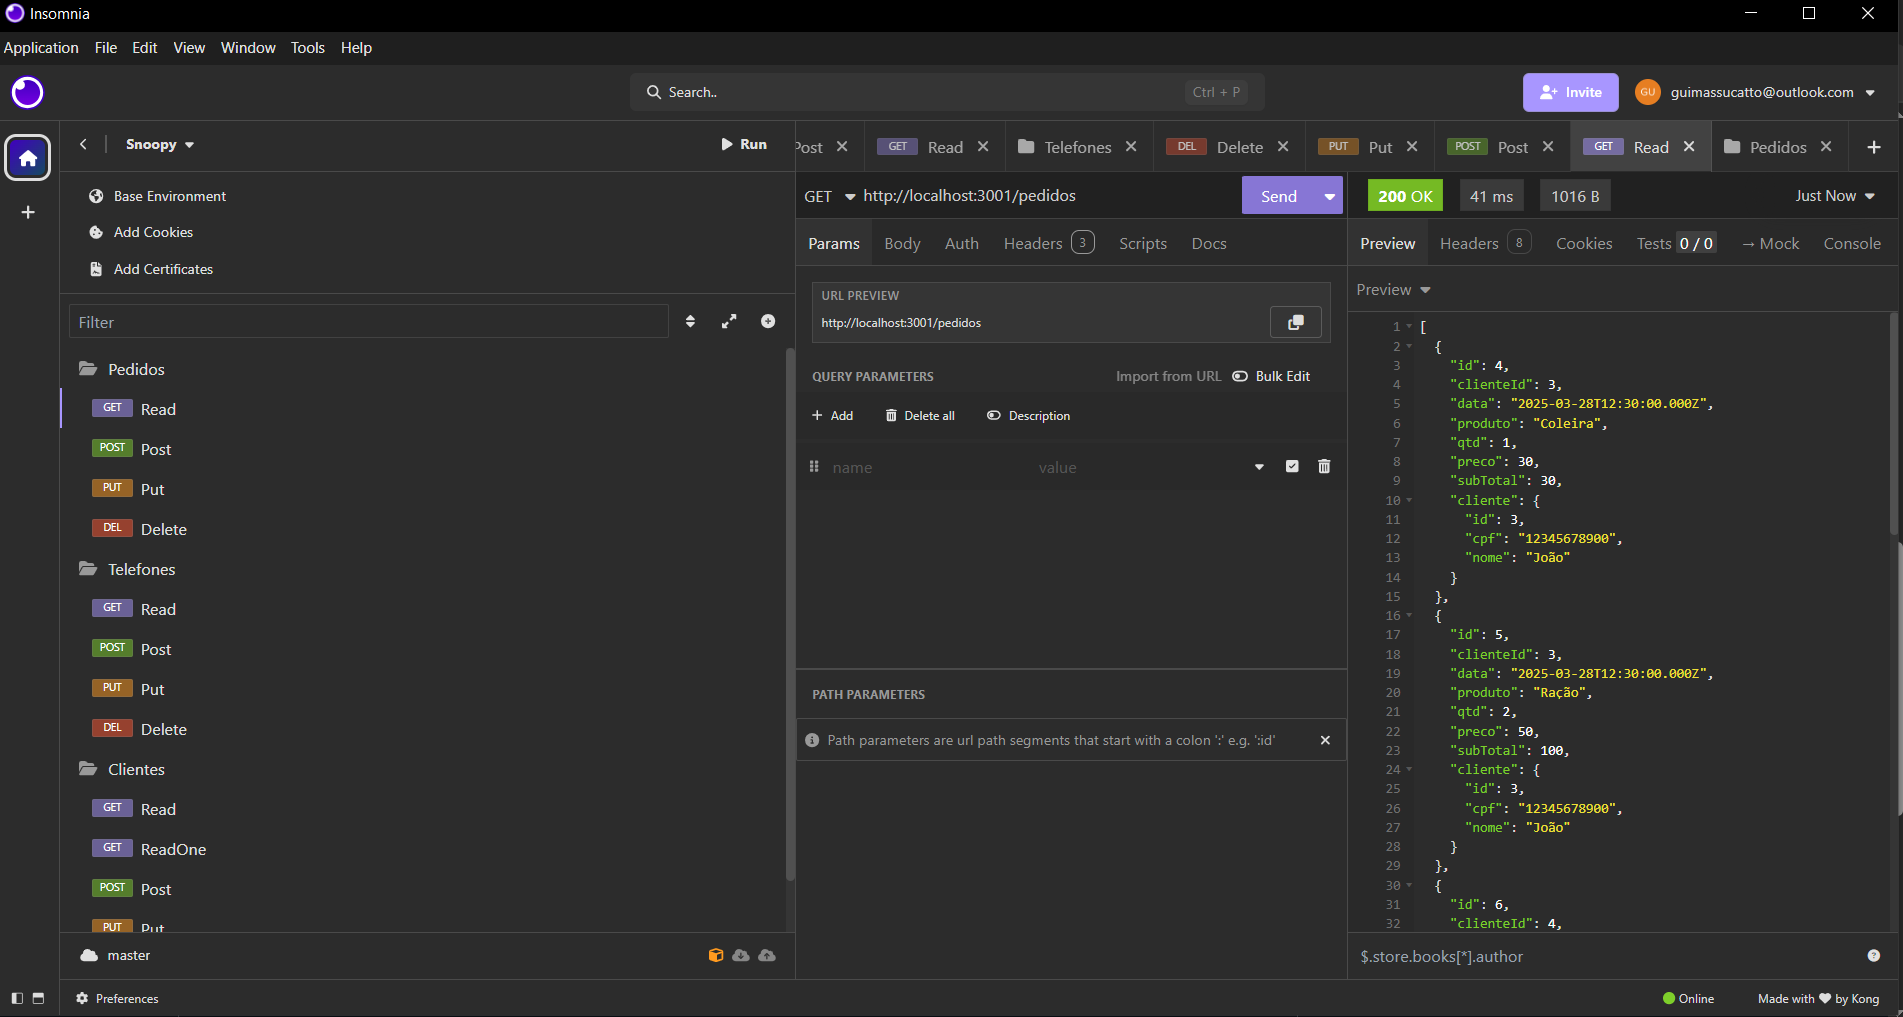 Insomnia
Application File Edit View Window Tools Help
Search.. Ctrl + P
Invite
GU guimassucatto@outlook.com
Snoopy
Run
Base Environment
Add Cookies
Add Certificates
Filter
Pedidos
GET Read
POST Post
PUT Put
DEL Delete
Telefones
GET Read
POST Post
PUT Put
DEL Delete
Clientes
GET Read
GET ReadOne
POST Post
PUT Put
master
Preferences
Post GET Read Telefones DEL Delete PUT Put POST Post GET Read Pedidos
GET http://localhost:3001/pedidos Send
Params Body Auth Headers 3 Scripts Docs
URL PREVIEW
http://localhost:3001/pedidos
QUERY PARAMETERS Import from URL Bulk Edit
Add Delete all Description
name value
PATH PARAMETERS
Path parameters are url path segments that start with a colon ':' e.g. ':id'
200 OK 41 ms 1016 B Just Now
Preview Headers 8 Cookies Tests 0 / 0 → Mock Console
Preview
1 [
2 {
3 "id": 4,
4 "clienteId": 3,
5 "data": "2025-03-28T12:30:00.000Z",
6 "produto": "Coleira",
7 "qtd": 1,
8 "preco": 30,
9 "subTotal": 30,
10 "cliente": {
11 "id": 3,
12 "cpf": "12345678900",
13 "nome": "João"
14 }
15 },
16 {
17 "id": 5,
18 "clienteId": 3,
19 "data": "2025-03-28T12:30:00.000Z",
20 "produto": "Ração",
21 "qtd": 2,
22 "preco": 50,
23 "subTotal": 100,
24 "cliente": {
25 "id": 3,
26 "cpf": "12345678900",
27 "nome": "João"
28 }
29 },
30 {
31 "id": 6,
32 "clienteId": 4,
$.store.books[*].author
Online
Made with ♥ by Kong